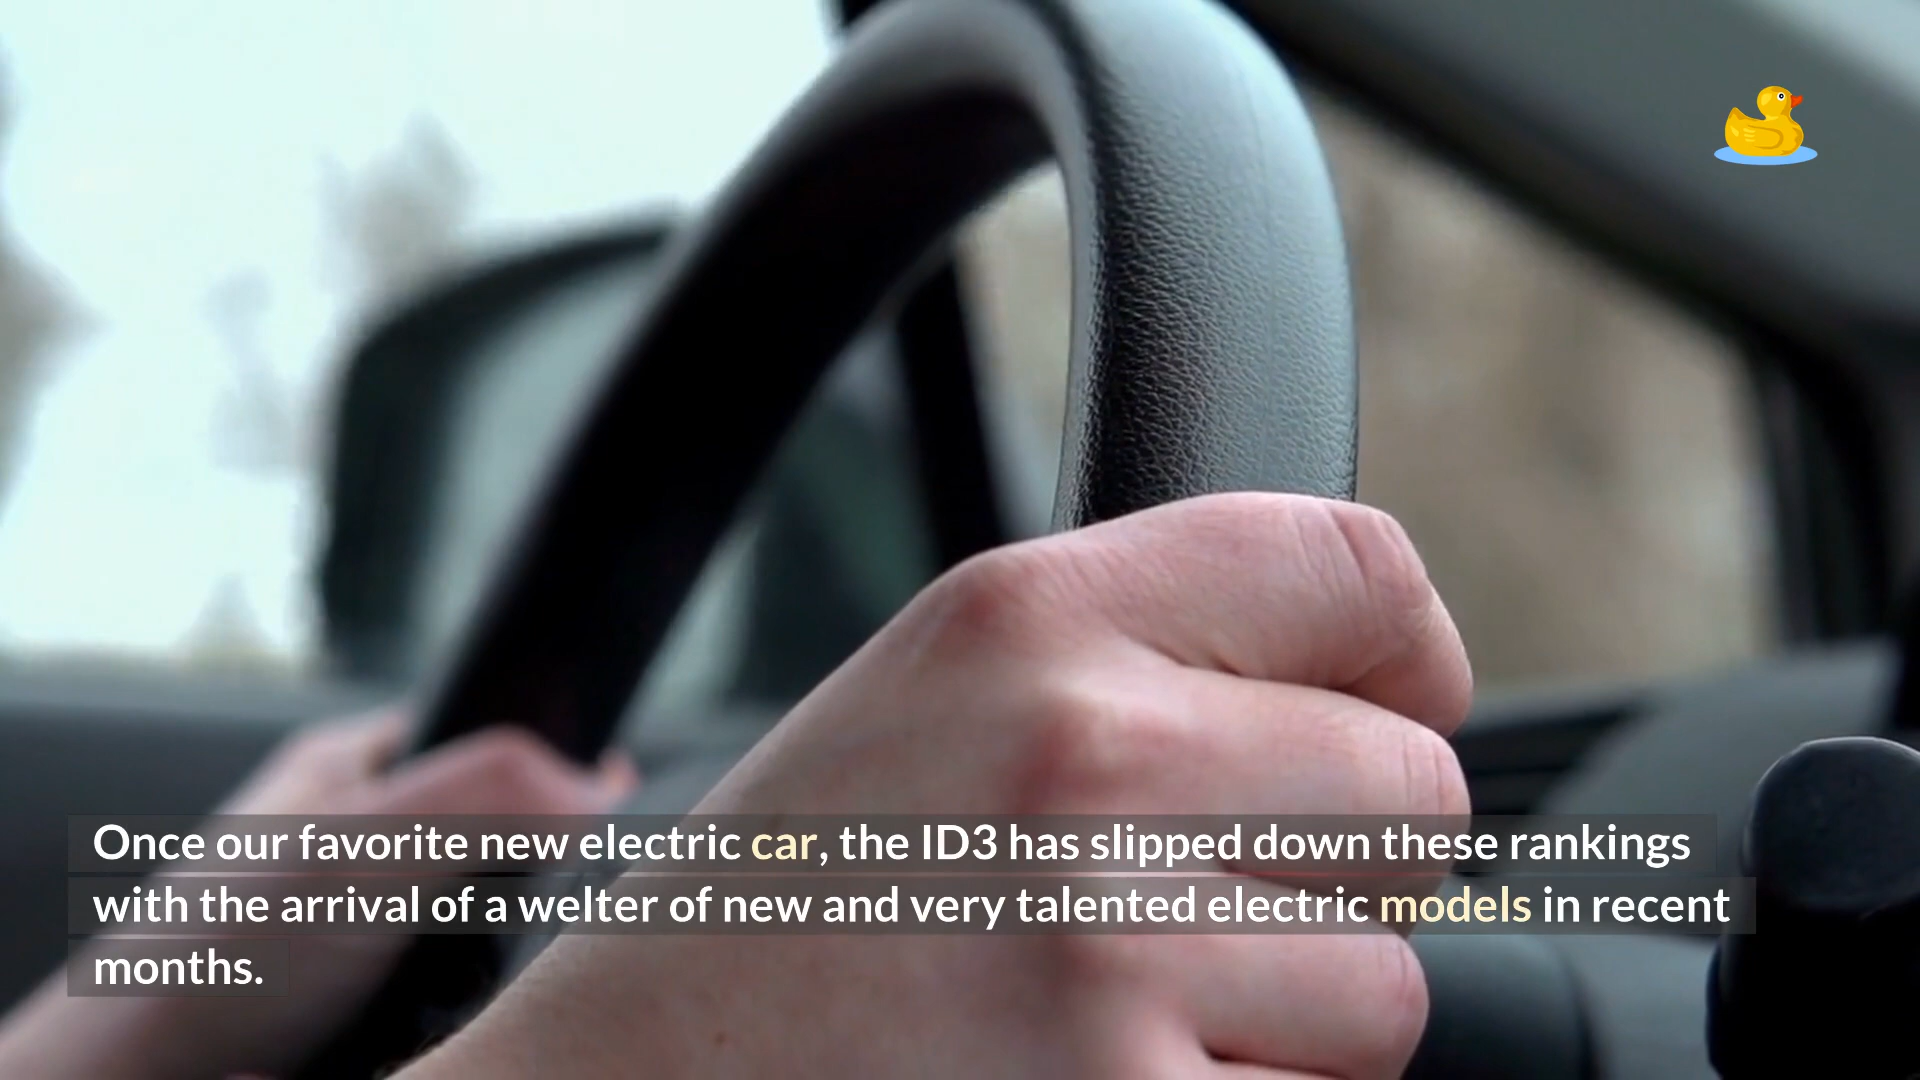 Once our favorite new electric car, the ID3 has slipped down these rankings
with the arrival of a welter of new and very talented electric models in recent
months.